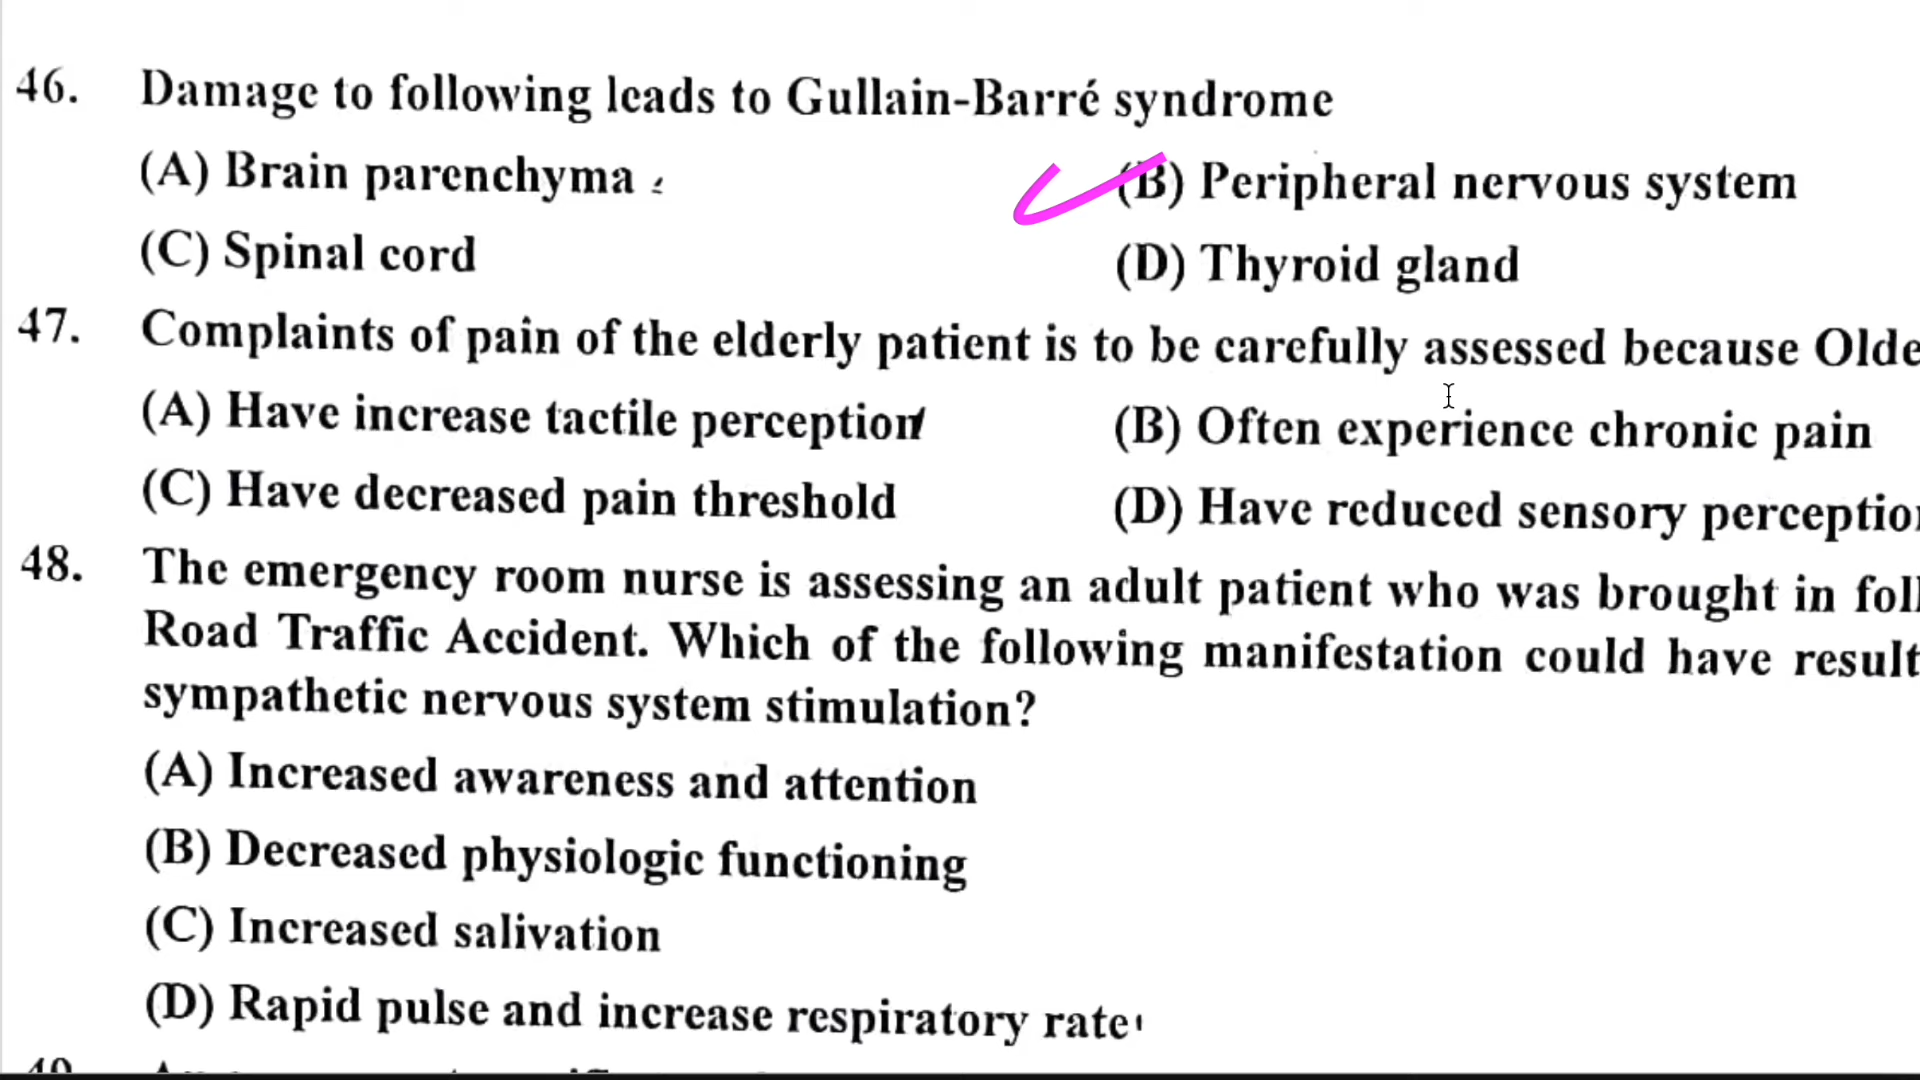 46. Damage to following leads to Gullain-Barré syndrome
(A) Brain parenchyma (B) Peripheral nervous system
(C) Spinal cord (D) Thyroid gland
47. Complaints of pain of the elderly patient is to be carefully assessed because Olde
(A) Have increase tactile perception (B) Often experience chronic pain
(C) Have decreased pain threshold (D) Have reduced sensory perceptio
48. The emergency room nurse is assessing an adult patient who was brought in foll
Road Traffic Accident. Which of the following manifestation could have result
sympathetic nervous system stimulation?
(A) Increased awareness and attention
(B) Decreased physiologic functioning
(C) Increased salivation
(D) Rapid pulse and increase respiratory rate